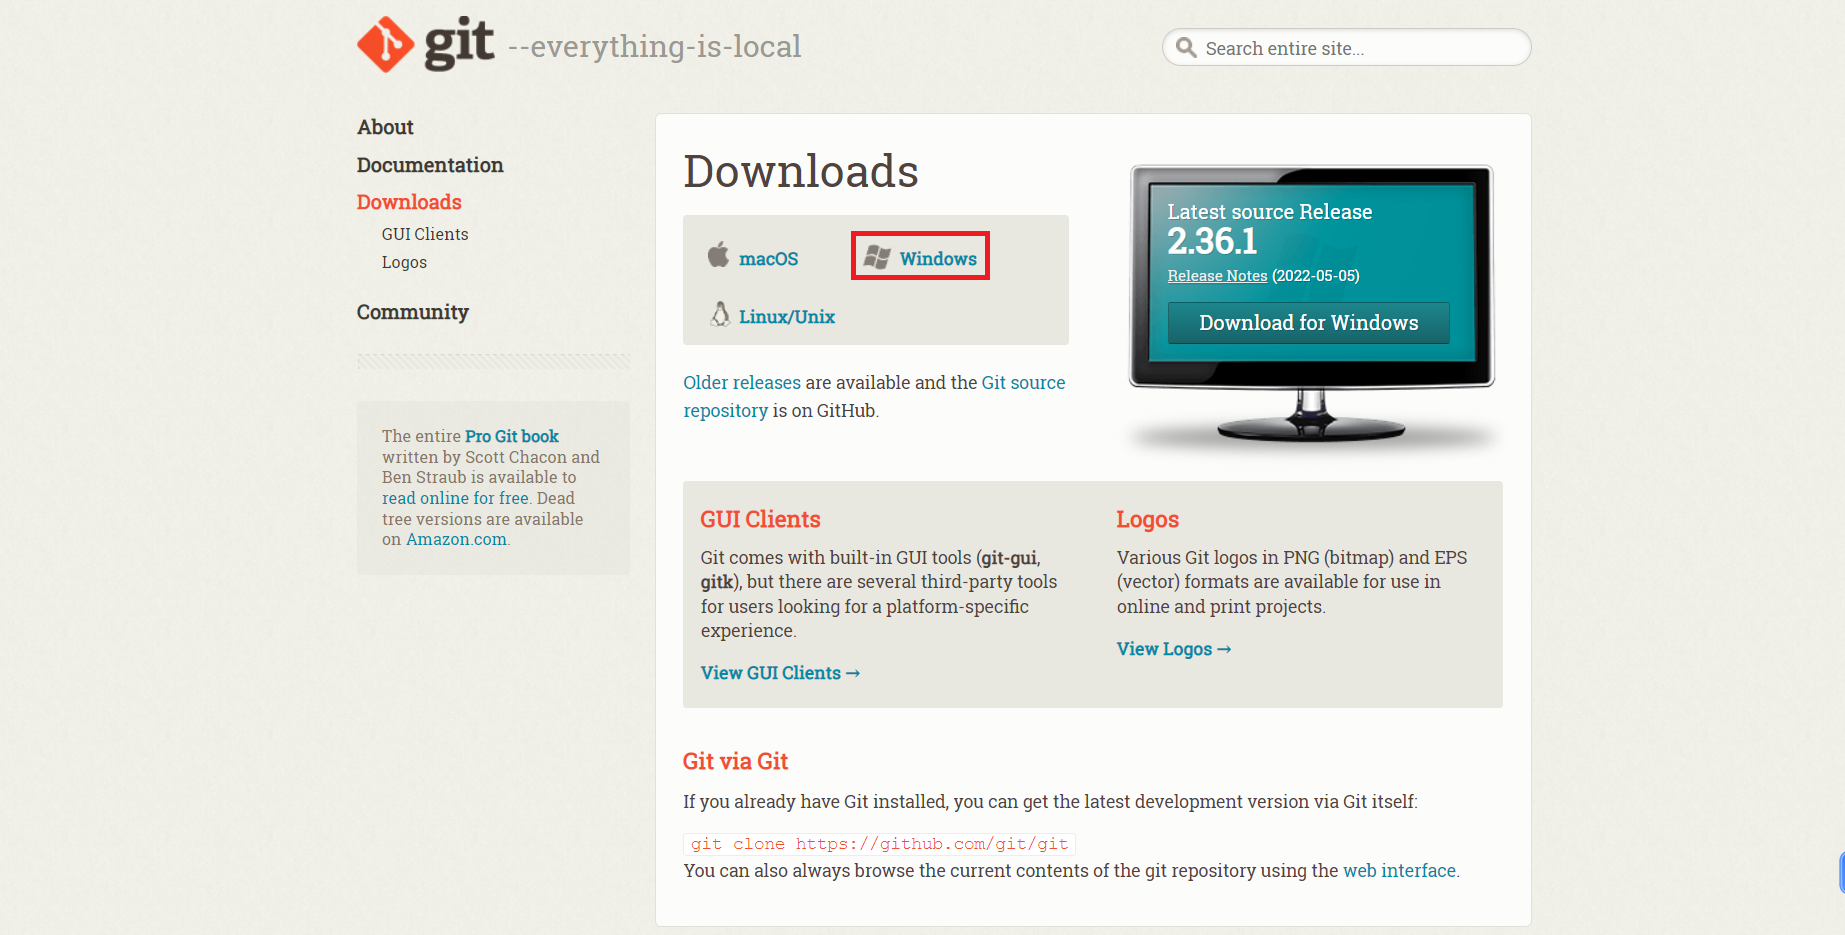 git --everything-is-local
Search entire site...
About
Documentation
Downloads
GUI Clients
Logos
Community
The entire Pro Git book
written by Scott Chacon and
Ben Straub is available to
read online for free. Dead
tree versions are available
on Amazon.com.
Downloads
macOS
Windows
Linux/Unix
Older releases are available and the Git source
repository is on GitHub.
Latest source Release
2.36.1
Release Notes (2022-05-05)
Download for Windows
GUI Clients
Git comes with built-in GUI tools (git-gui,
gitk), but there are several third-party tools
for users looking for a platform-specific
experience.
View GUI Clients →
Logos
Various Git logos in PNG (bitmap) and EPS
(vector) formats are available for use in
online and print projects.
View Logos →
Git via Git
If you already have Git installed, you can get the latest development version via Git itself:
git clone https://github.com/git/git
You can also always browse the current contents of the git repository using the web interface.